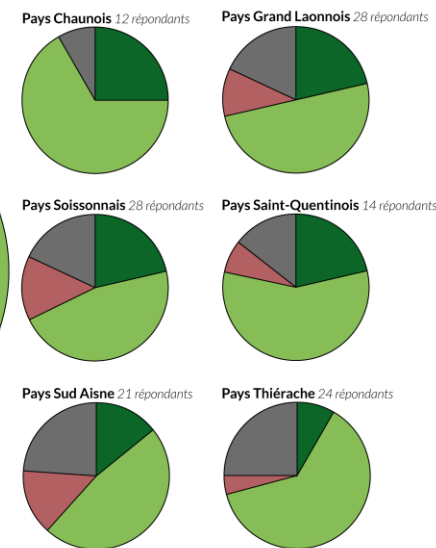 Pays Chaunois 12 répondants
Pays Grand Laonnois 28 répondants
Pays Soissonnais 28 répondants
Pays Saint-Quentinois 14 répondants
Pays Sud Aisne 21 répondants
Pays Thiérache 24 répondants